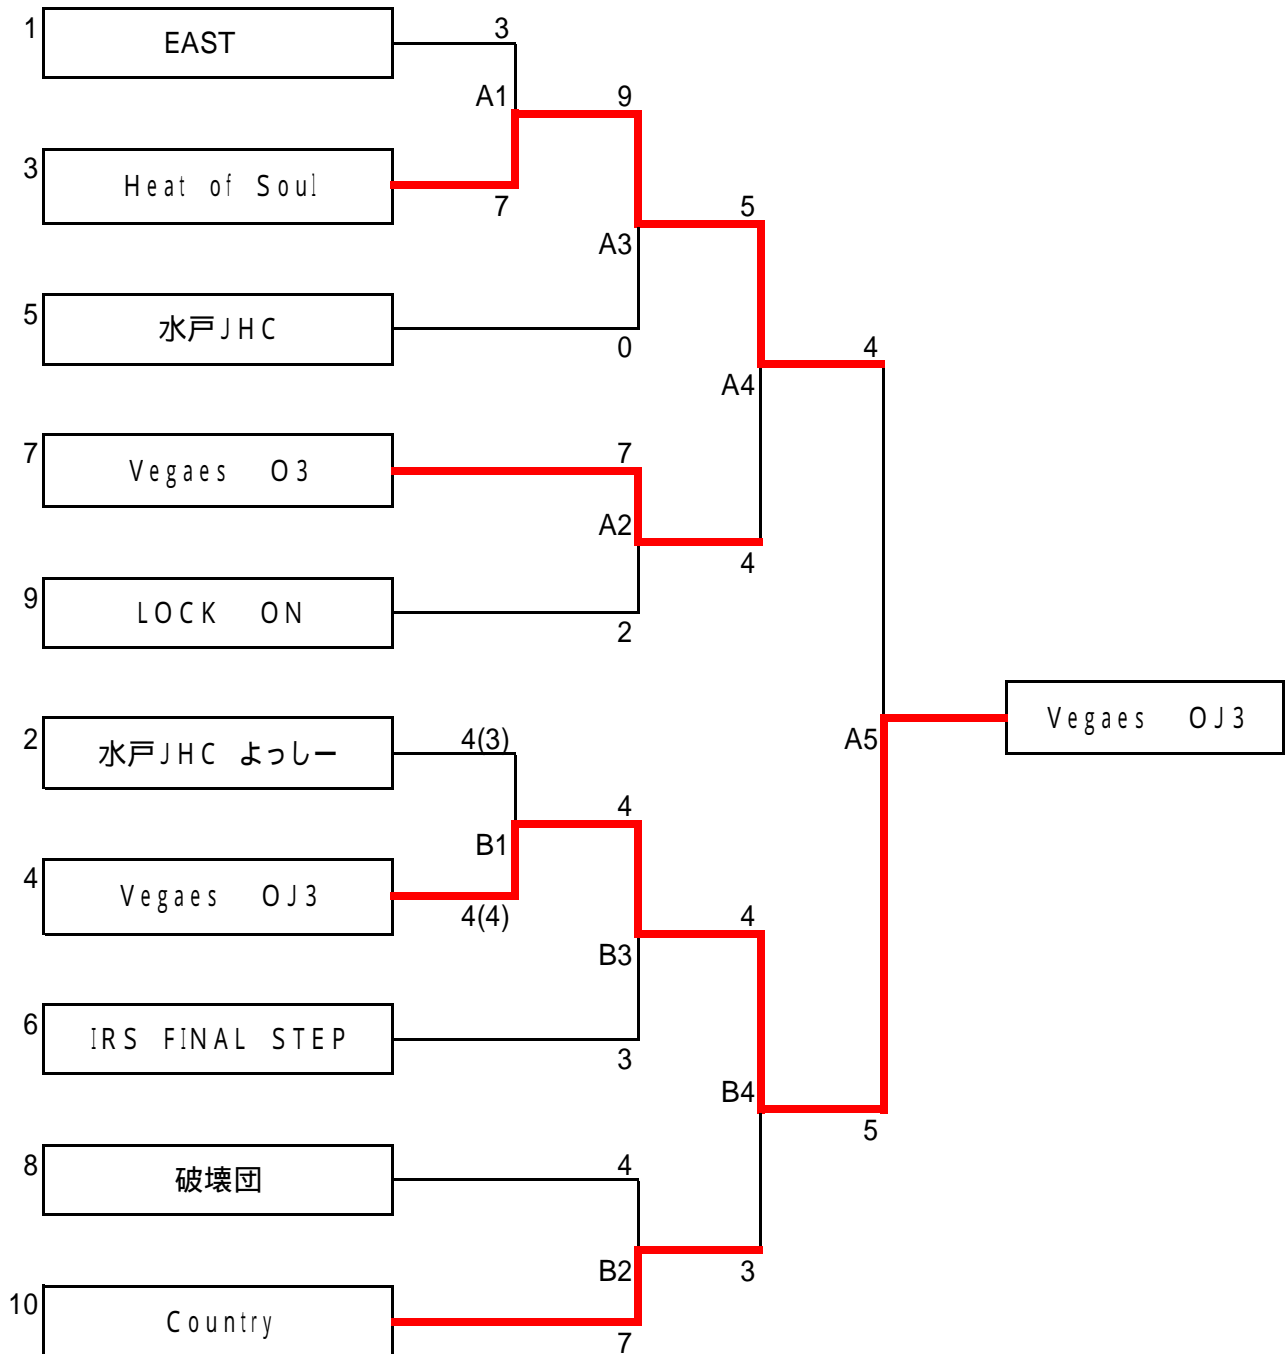 1
EAST
3
A1
9
3
Heat of Soul
7
5
A3
5
水戸JHC
0
4
A4
7
Vegaes O3
7
A2
4
9
LOCK ON
2
Vegaes OJ3
A5
2
水戸JHC よっしー
4(3)
4
B1
4
Vegaes OJ3
4(4)
4
B3
6
IRS FINAL STEP
3
B4
5
8
破壊団
4
B2
3
10
Country
7